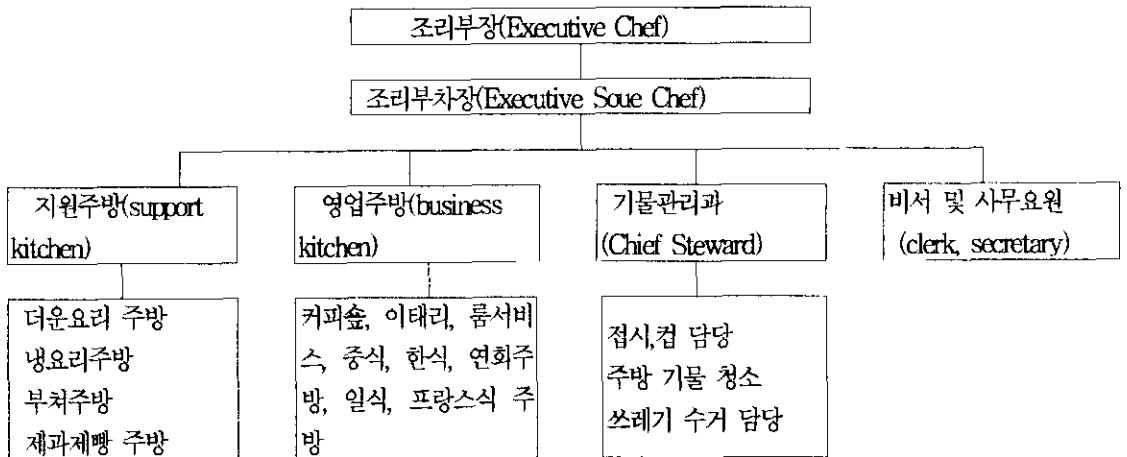 조리부장(Executive Chef)
조리부차장(Executive Soue Chef)
지원주방(support
kitchen)
영업주방(business
kitchen)
기물관리과
(Chief Steward)
비서 및 사무요원
(clerk, secretary)
더운요리 주방
냉요리주방
부처주방
제과제빵 주방
커피숖, 이태리, 룸서비
스, 중식, 한식, 연회주
방, 일식, 프랑스식 주
방
접시,컵 담당
주방 기물 청소
쓰레기 수거 담당